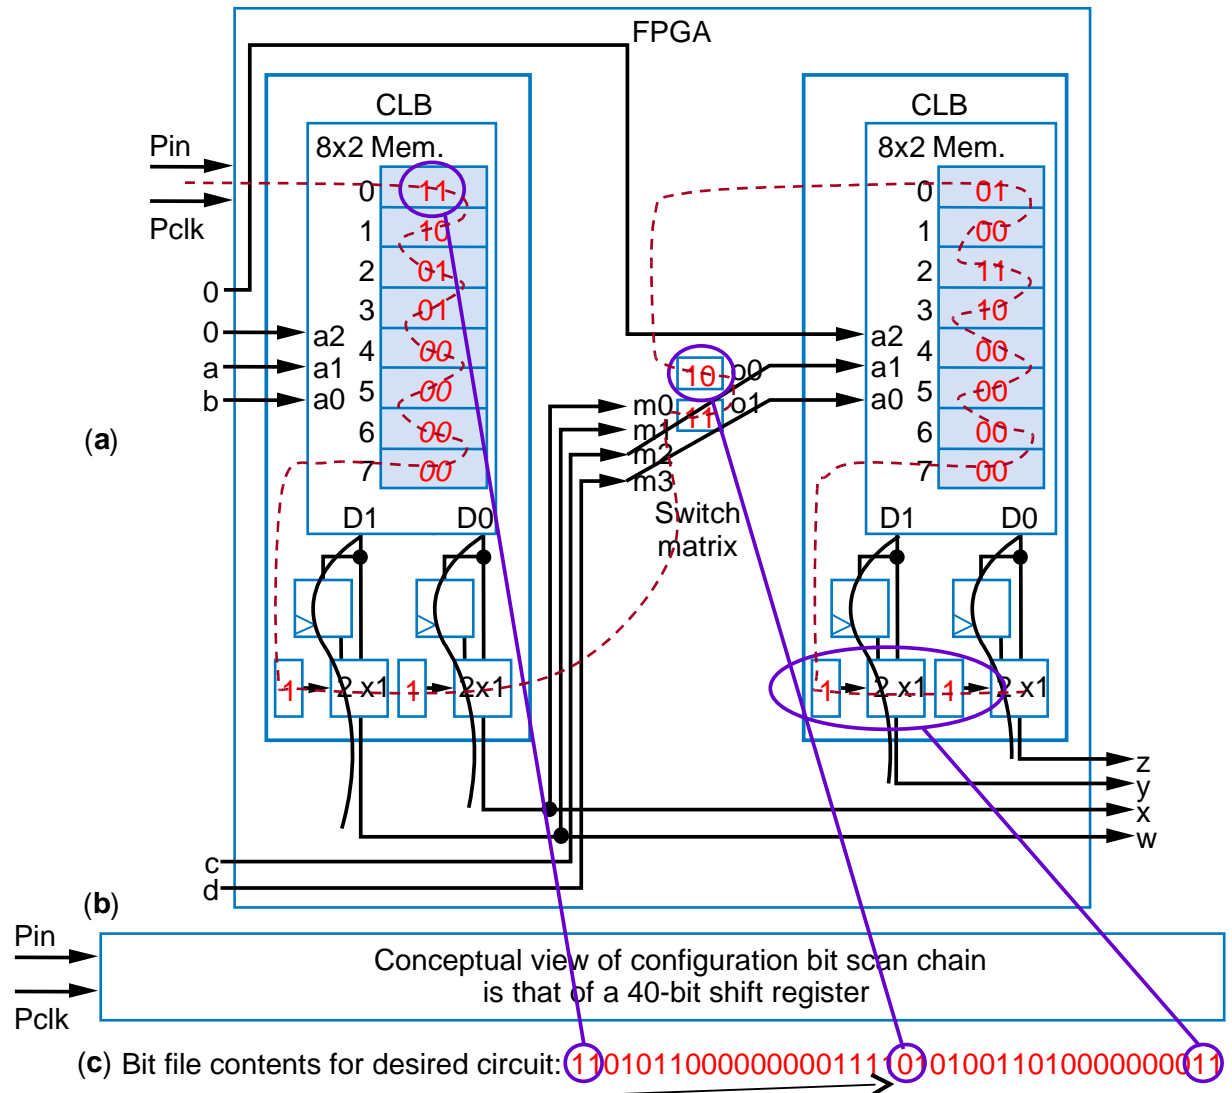 FPGA
CLB
CLB
Pin
8x2 Mem.
8x2 Mem.
0
11
0
01
Pclk
1
10
1
00
2
01
2
11
0
3
01
3
10
0
a2
4
00
a2
4
00
a
a1
10
o0
a1
b
a0
5
00
m0
11
o1
a0
5
00
(a)
6
00
m1
6
00
m2
7
00
m3
7
00
Switch
matrix
D1
D0
D1
D0
1
2x1
1
2x1
1
2x1
1
2x1
z
y
x
w
c
d
(b)
Pin
Pclk
Conceptual view of configuration bit scan chain
is that of a 40-bit shift register
(c) Bit file contents for desired circuit: 1101011000000000111101010011010000000011